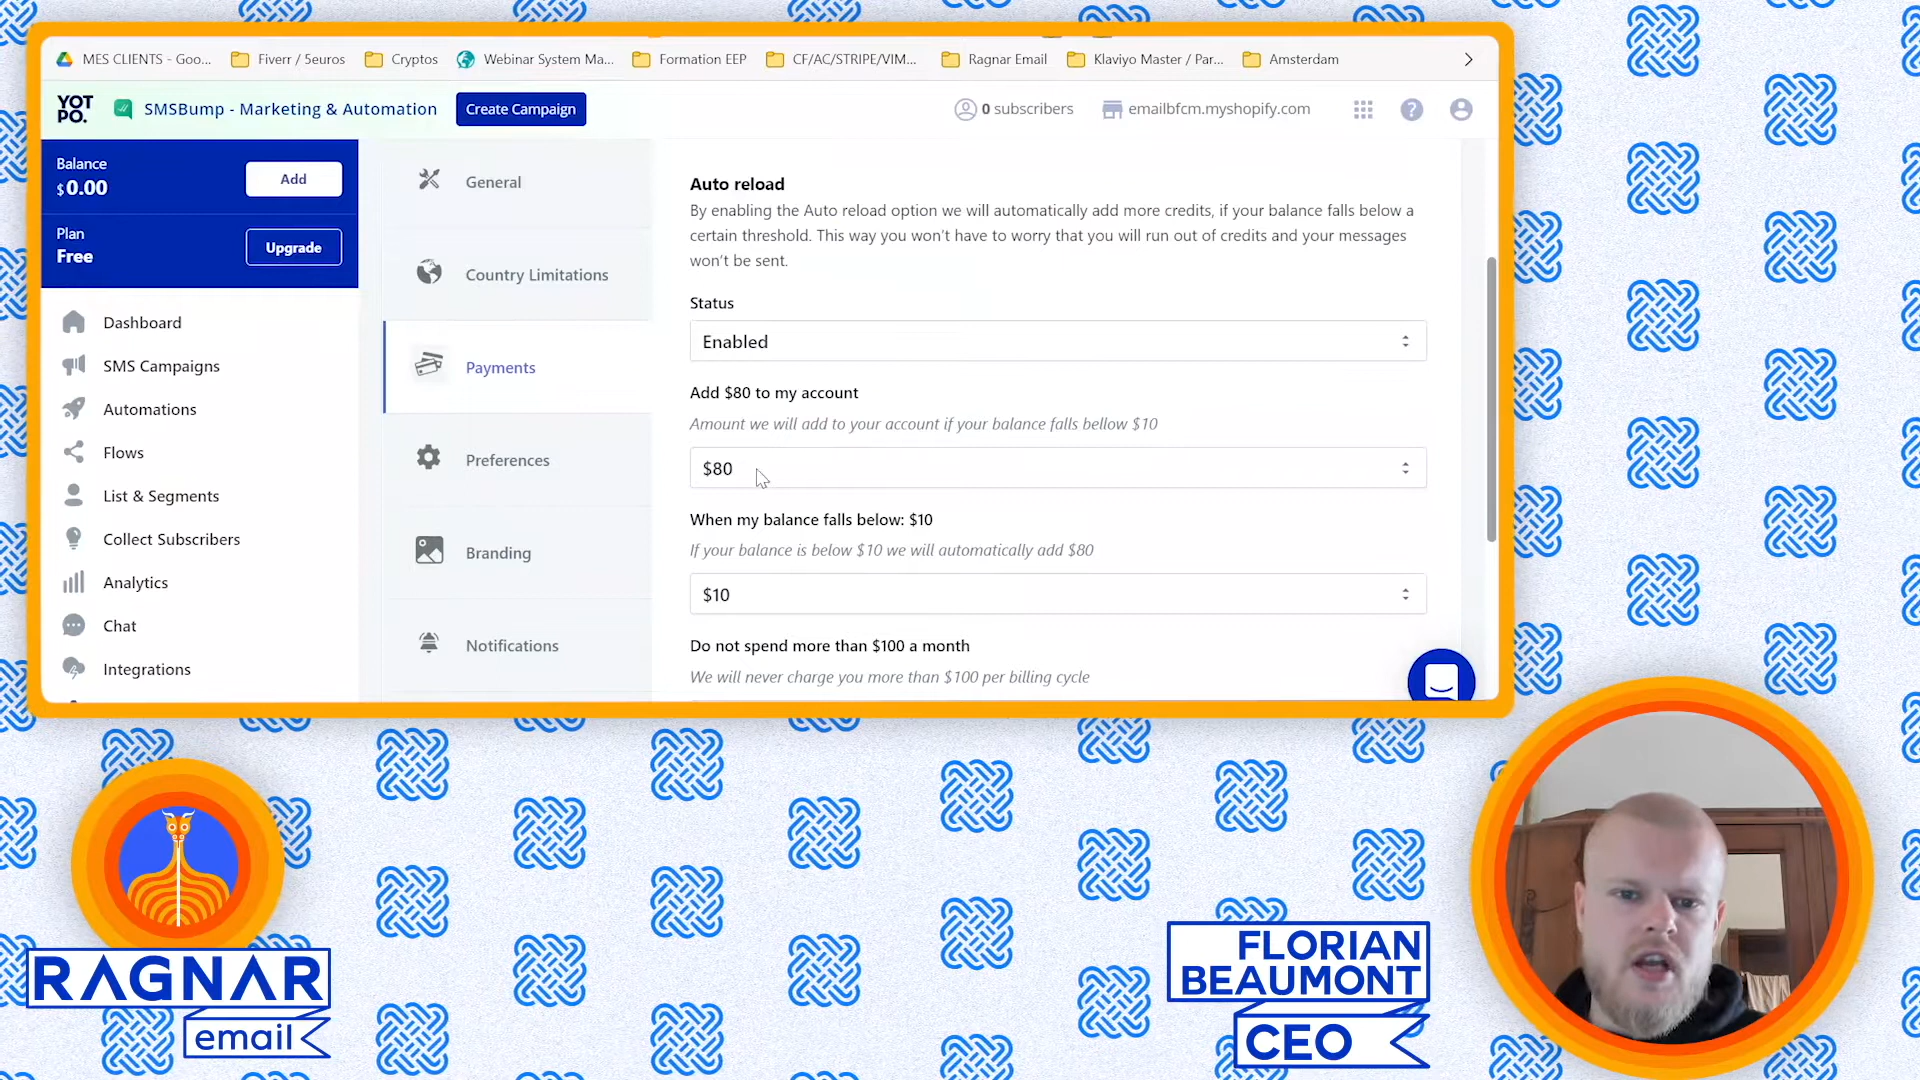 MES CLIENTS - Goo...
Fiverr / 5euros
Cryptos
Webinar System Ma...
Formation EEP
CF/AC/STRIPE/VIM...
Ragnar Email
Klaviyo Master / Par...
Amsterdam
YOT
PO.
SMSBump - Marketing & Automation
Create Campaign
0 subscribers
emailbfcm.myshopify.com
?
Balance
$0.00
Add
Plan
Free
Upgrade
Dashboard
SMS Campaigns
Automations
Flows
List & Segments
Collect Subscribers
Analytics
Chat
Integrations
General
Country Limitations
Payments
Preferences
Branding
Notifications
Auto reload
By enabling the Auto reload option we will automatically add more credits, if your balance falls below a
certain threshold. This way you won't have to worry that you will run out of credits and your messages
won't be sent.
Status
Enabled
Add $80 to my account
Amount we will add to your account if your balance falls bellow $10
$80
When my balance falls below: $10
If your balance is below $10 we will automatically add $80
$10
Do not spend more than $100 a month
We will never charge you more than $100 per billing cycle
RAGNAR
email
FLORIAN
BEAUMONT
CEO